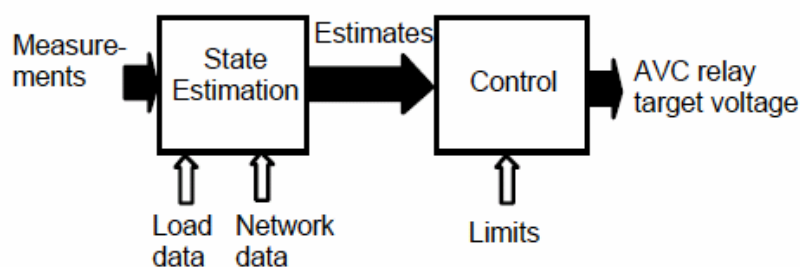 Measure-
ments
State
Estimation
Estimates
Control
AVC relay
target voltage
Load
data
Network
data
Limits